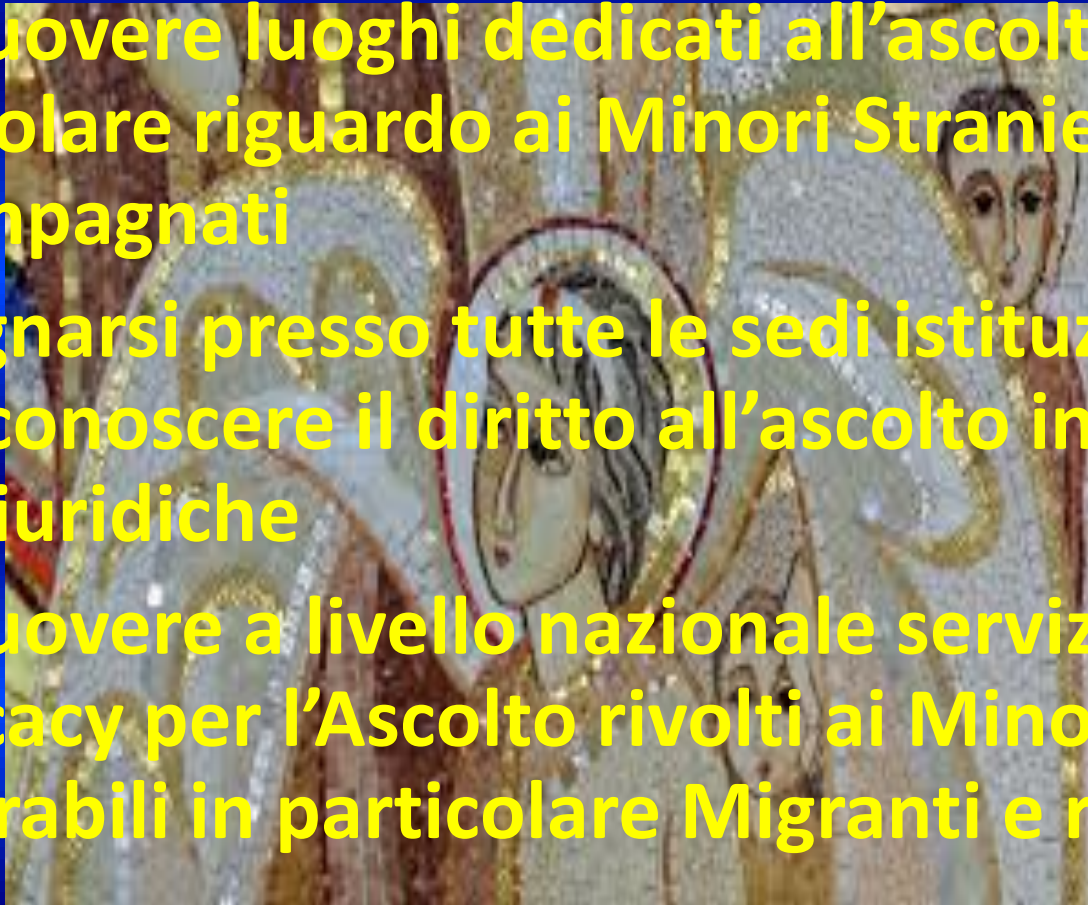 uovere luoghi dedicati all’ascolt
olare riguardo ai Minori Stranie
mpagnati
gnarsi presso tutte le sedi istituz
conoscere il diritto all’ascolto in
iuridiche
uovere a livello nazionale serviz
cacy per l’Ascolto rivolti ai Mino
rabili in particolare Migranti e